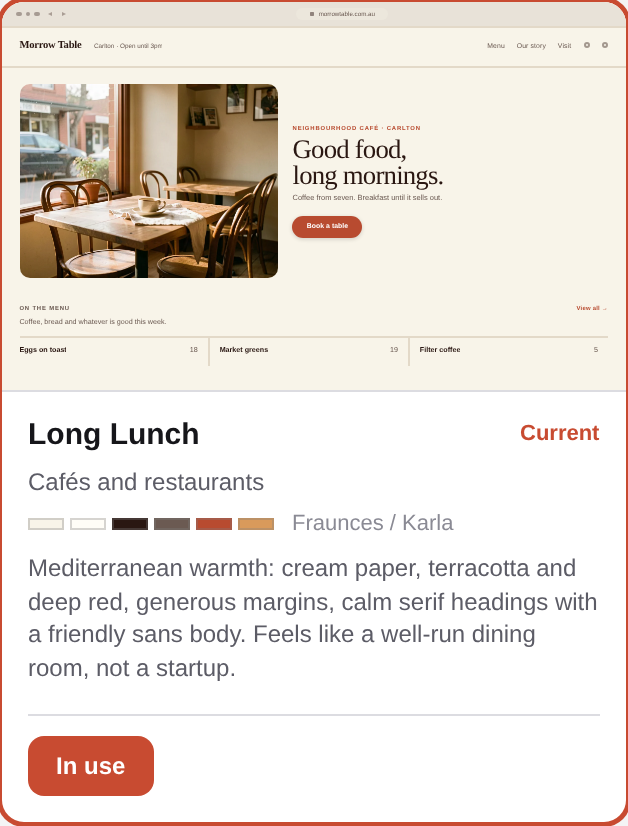 morrowtable.com.au
Morrow Table
Carlton · Open until 3pm
Menu
Our story
Visit
NEIGHBOURHOOD CAFÉ · CARLTON
Good food,
long mornings.
Coffee from seven. Breakfast until it sells out.
Book a table
ON THE MENU
View all →
Coffee, bread and whatever is good this week.
Eggs on toast 18
Market greens 19
Filter coffee 5
Long Lunch
Current
Cafés and restaurants
Fraunces / Karla
Mediterranean warmth: cream paper, terracotta and
deep red, generous margins, calm serif headings with
a friendly sans body. Feels like a well-run dining
room, not a startup.
In use